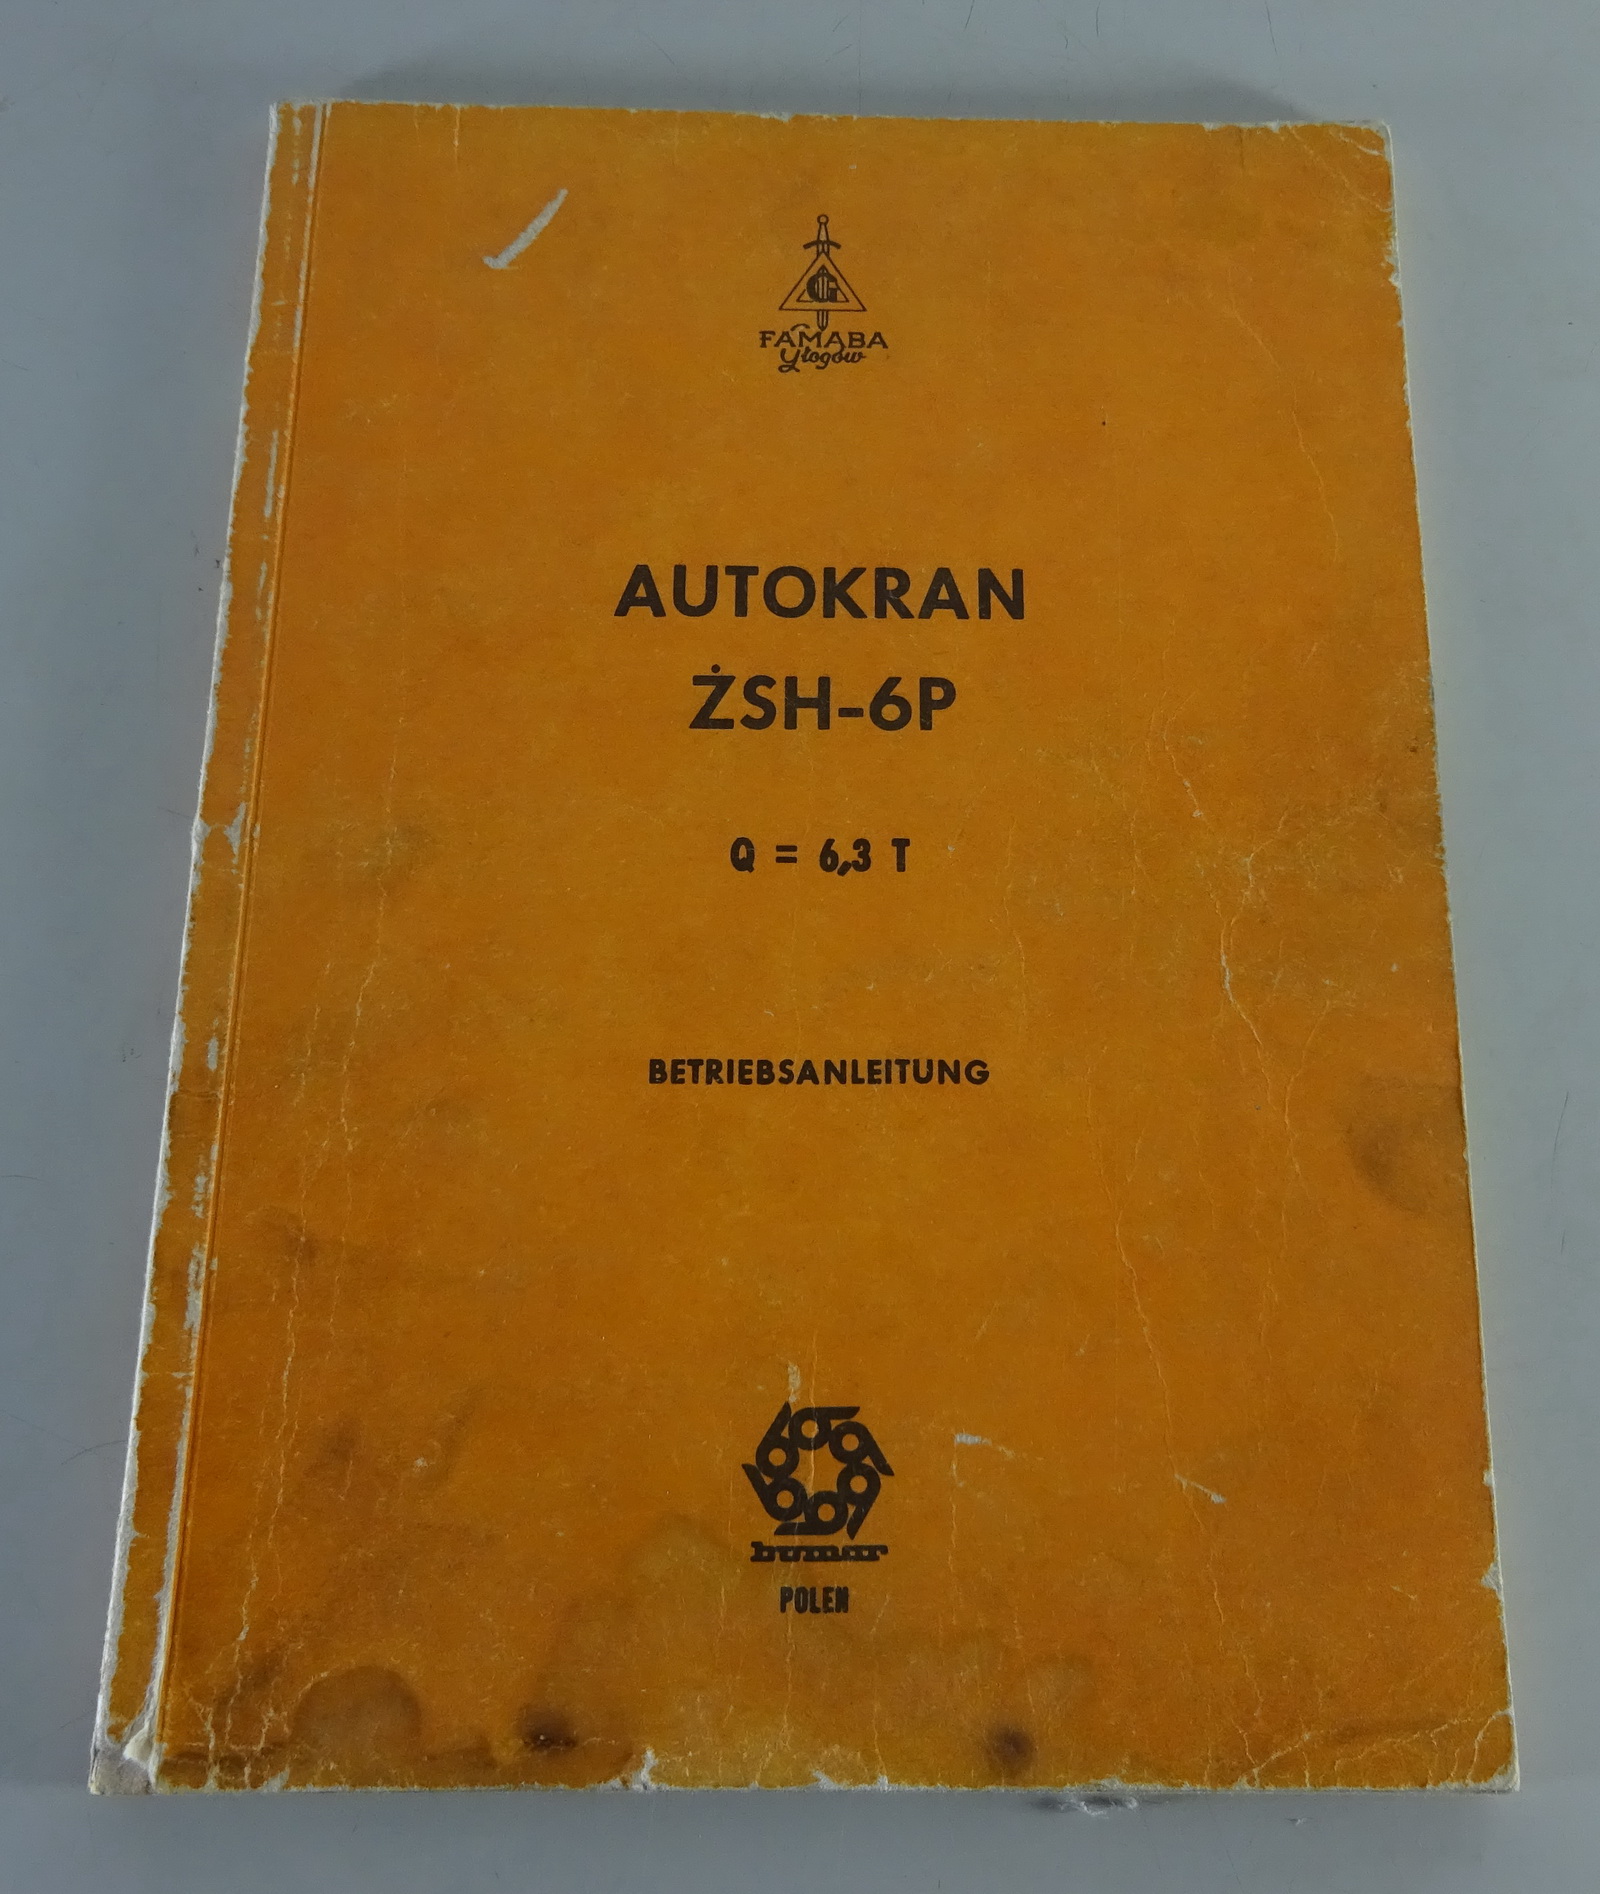 G
FAMABA
Głogów
AUTOKRAN
ŻSH-6P
Q = 6,3 T
BETRIEBSANLEITUNG
bumar
POLEN